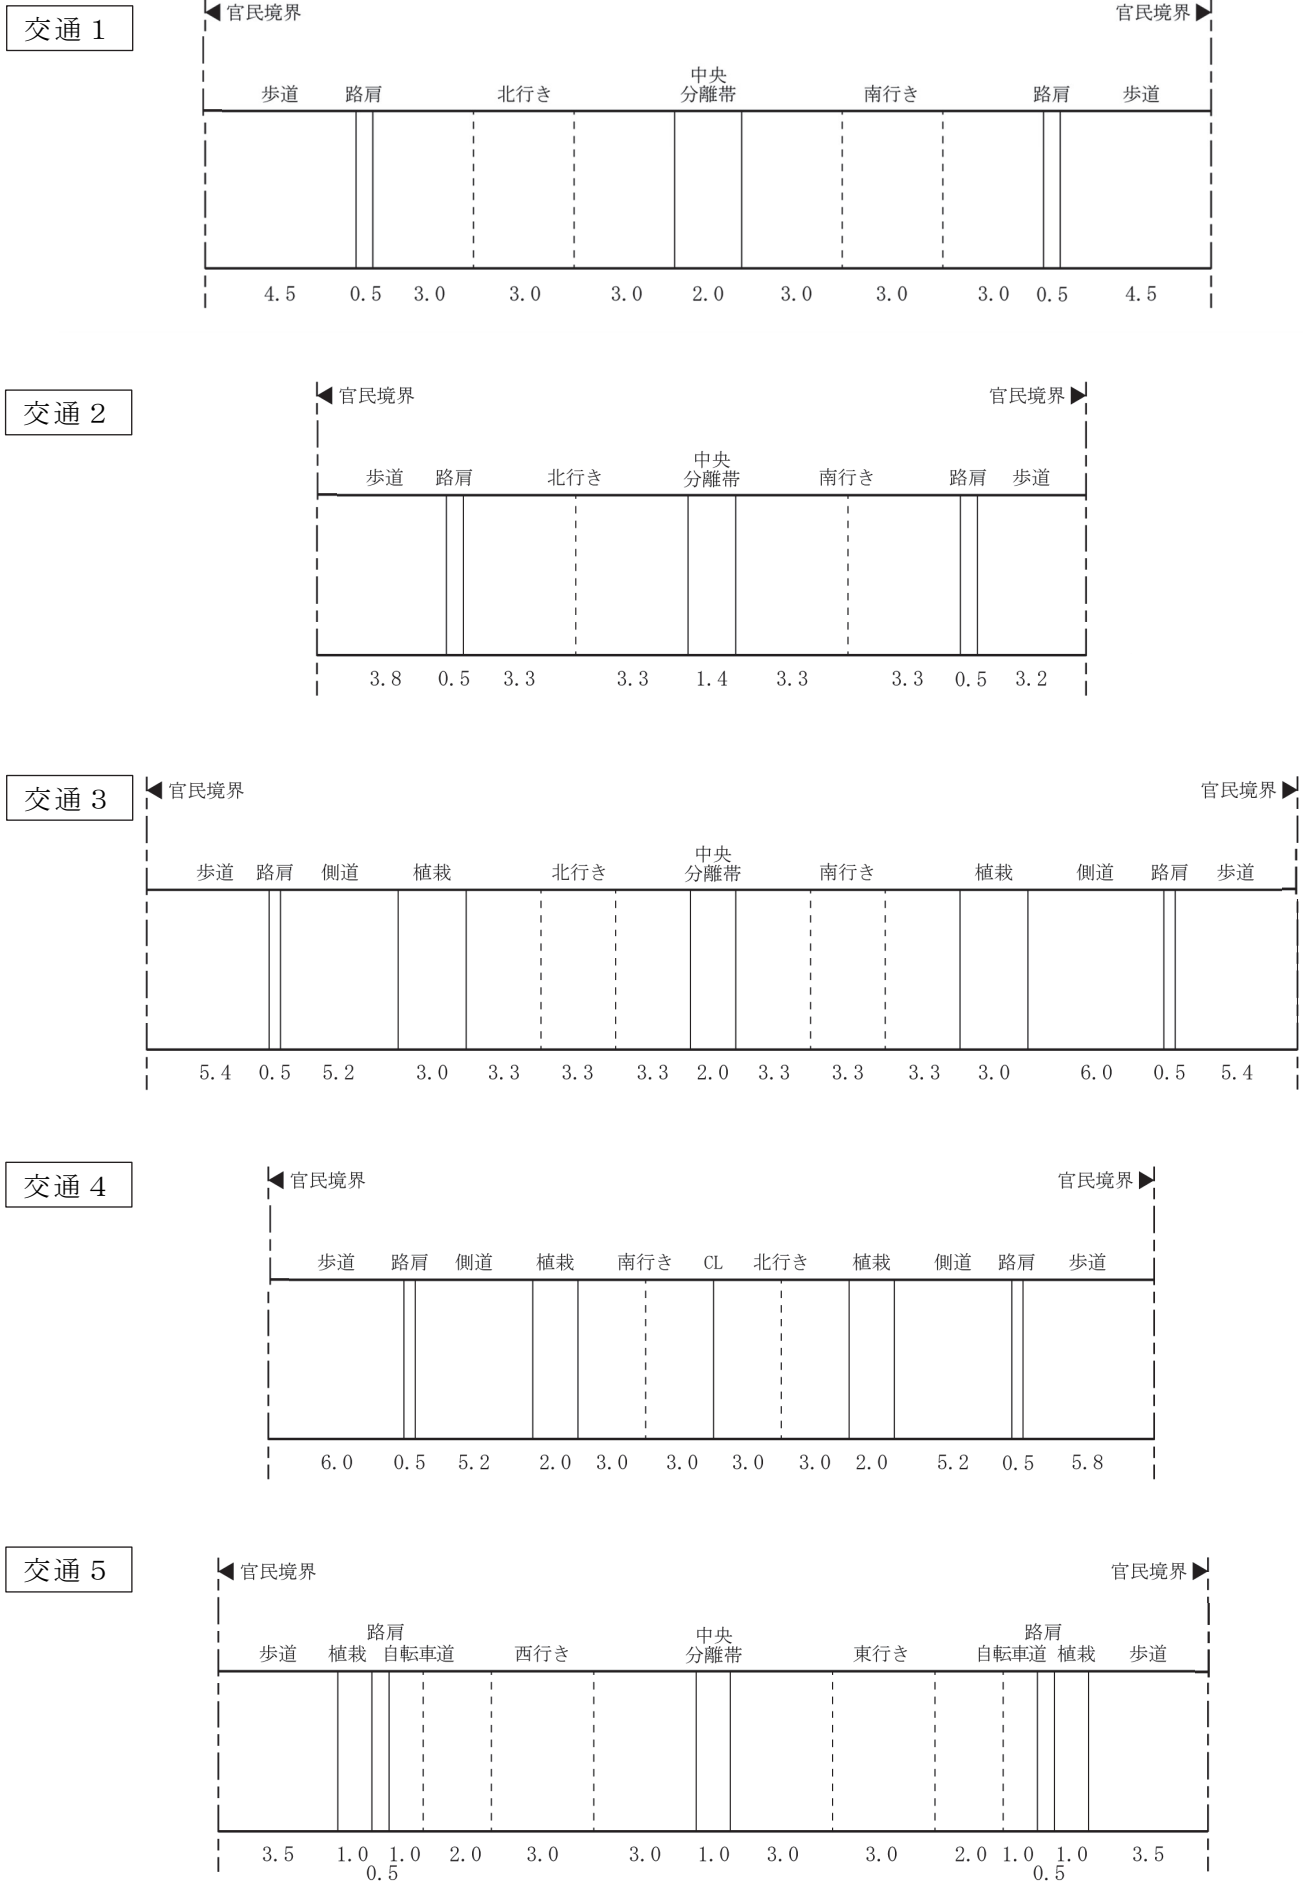 交通１
◀ 官民境界 官民境界 ▶
中央
歩道 路肩 北行き 分離帯 南行き 路肩 歩道
4.5 0.5 3.0 3.0 3.0 2.0 3.0 3.0 3.0 0.5 4.5
交通２
◀ 官民境界 官民境界 ▶
中央
歩道 路肩 北行き 分離帯 南行き 路肩 歩道
3.8 0.5 3.3 3.3 1.4 3.3 3.3 0.5 3.2
交通３
◀ 官民境界 官民境界 ▶
中央
歩道 路肩 側道 植栽 北行き 分離帯 南行き 植栽 側道 路肩 歩道
5.4 0.5 5.2 3.0 3.3 3.3 3.3 2.0 3.3 3.3 3.3 3.0 6.0 0.5 5.4
交通４
◀ 官民境界 官民境界 ▶
歩道 路肩 側道 植栽 南行き CL 北行き 植栽 側道 路肩 歩道
6.0 0.5 5.2 2.0 3.0 3.0 3.0 3.0 2.0 5.2 0.5 5.8
交通５
◀ 官民境界 官民境界 ▶
路肩 中央 路肩
歩道 植栽 自転車道 西行き 分離帯 東行き 自転車道 植栽 歩道
3.5 1.0 1.0 2.0 3.0 3.0 1.0 3.0 3.0 2.0 1.0 1.0 3.5
0.5 0.5